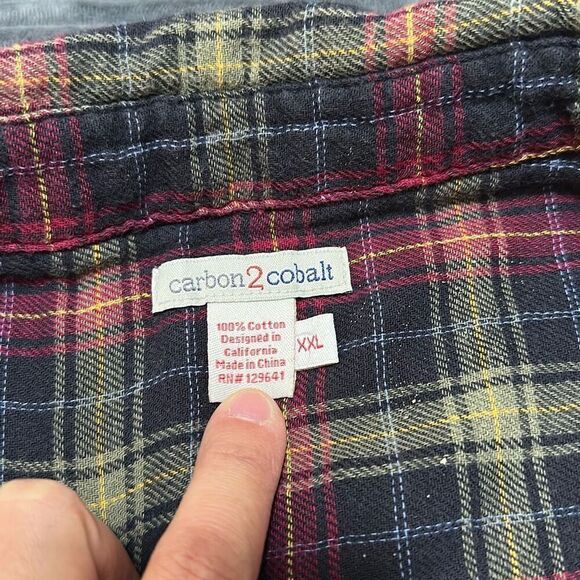 carbon2cobalt
100% Cotton
Designed in
California
Made in China
RN# 129641
XXL